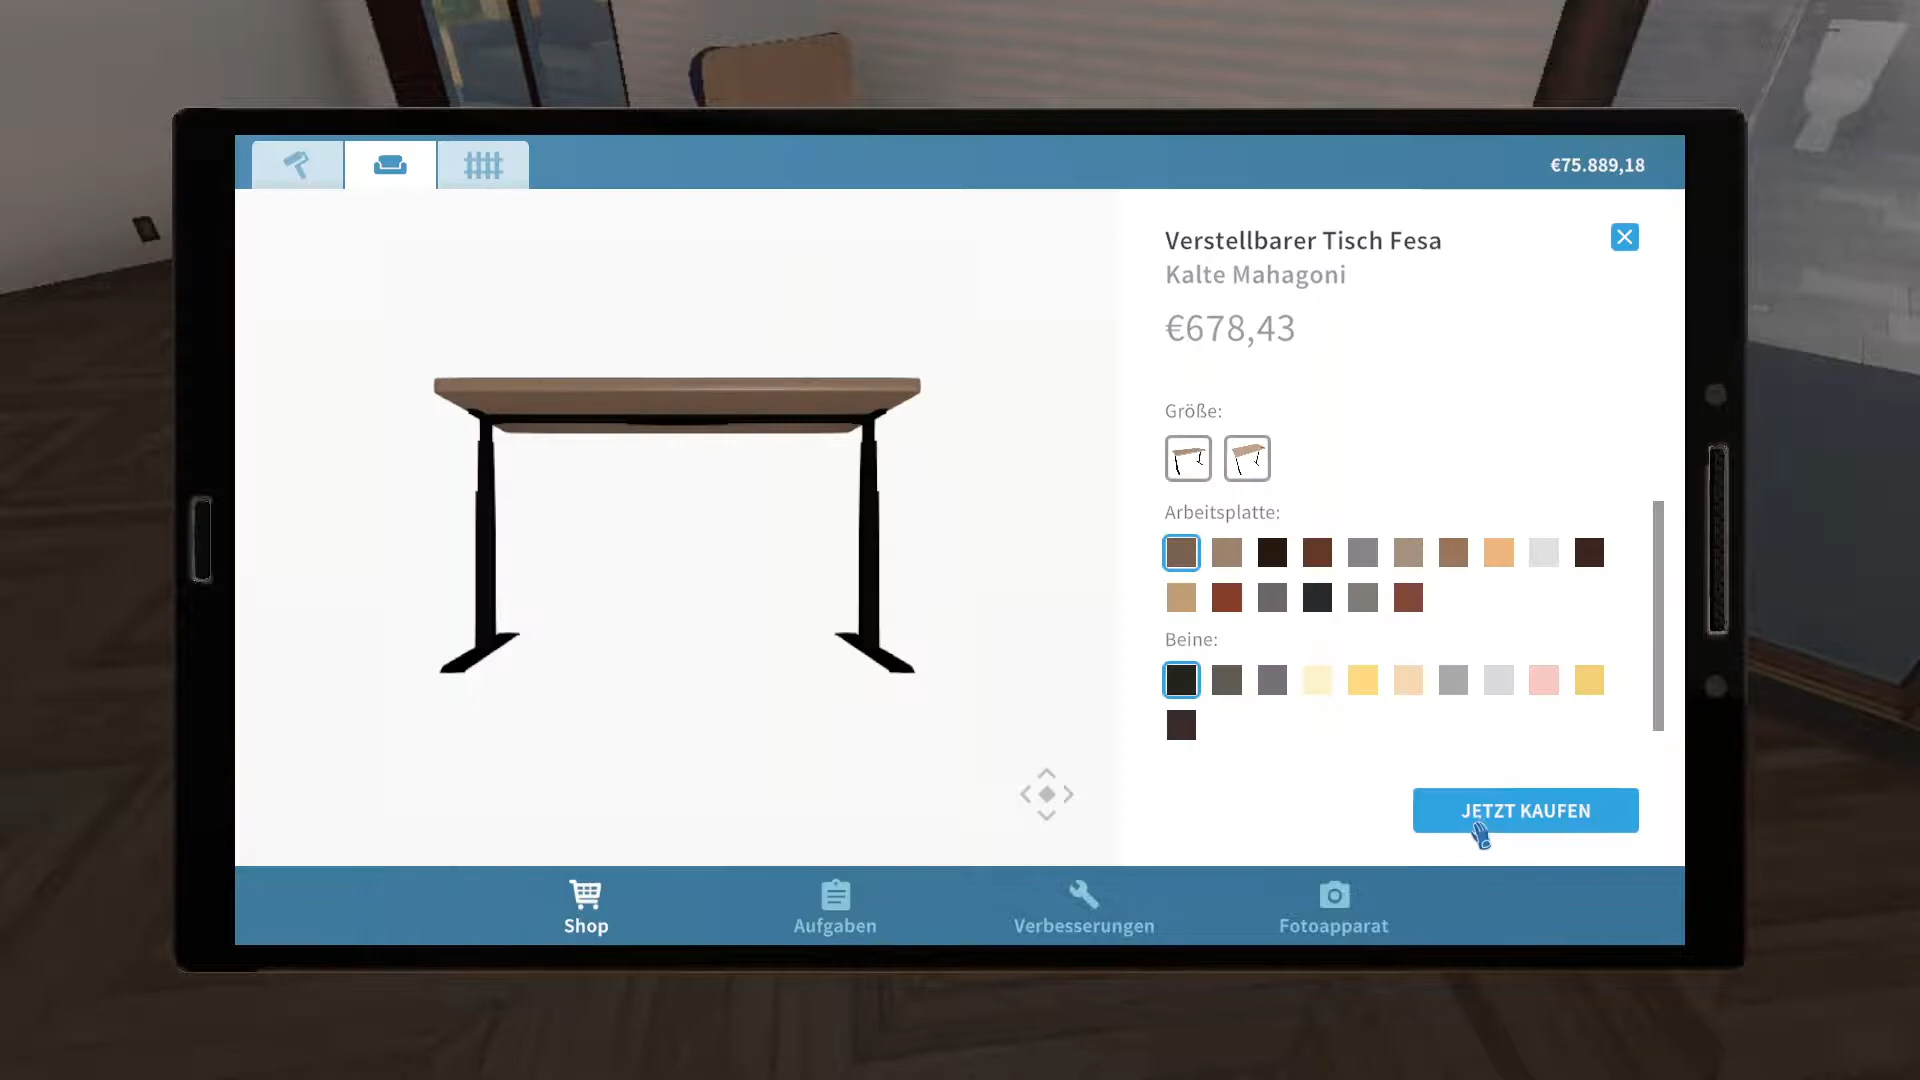 €75.889,18
Verstellbarer Tisch Fesa
Kalte Mahagoni
€678,43
Größe:
Arbeitsplatte:
Beine:
JETZT KAUFEN
Shop
Aufgaben
Verbesserungen
Fotoapparat